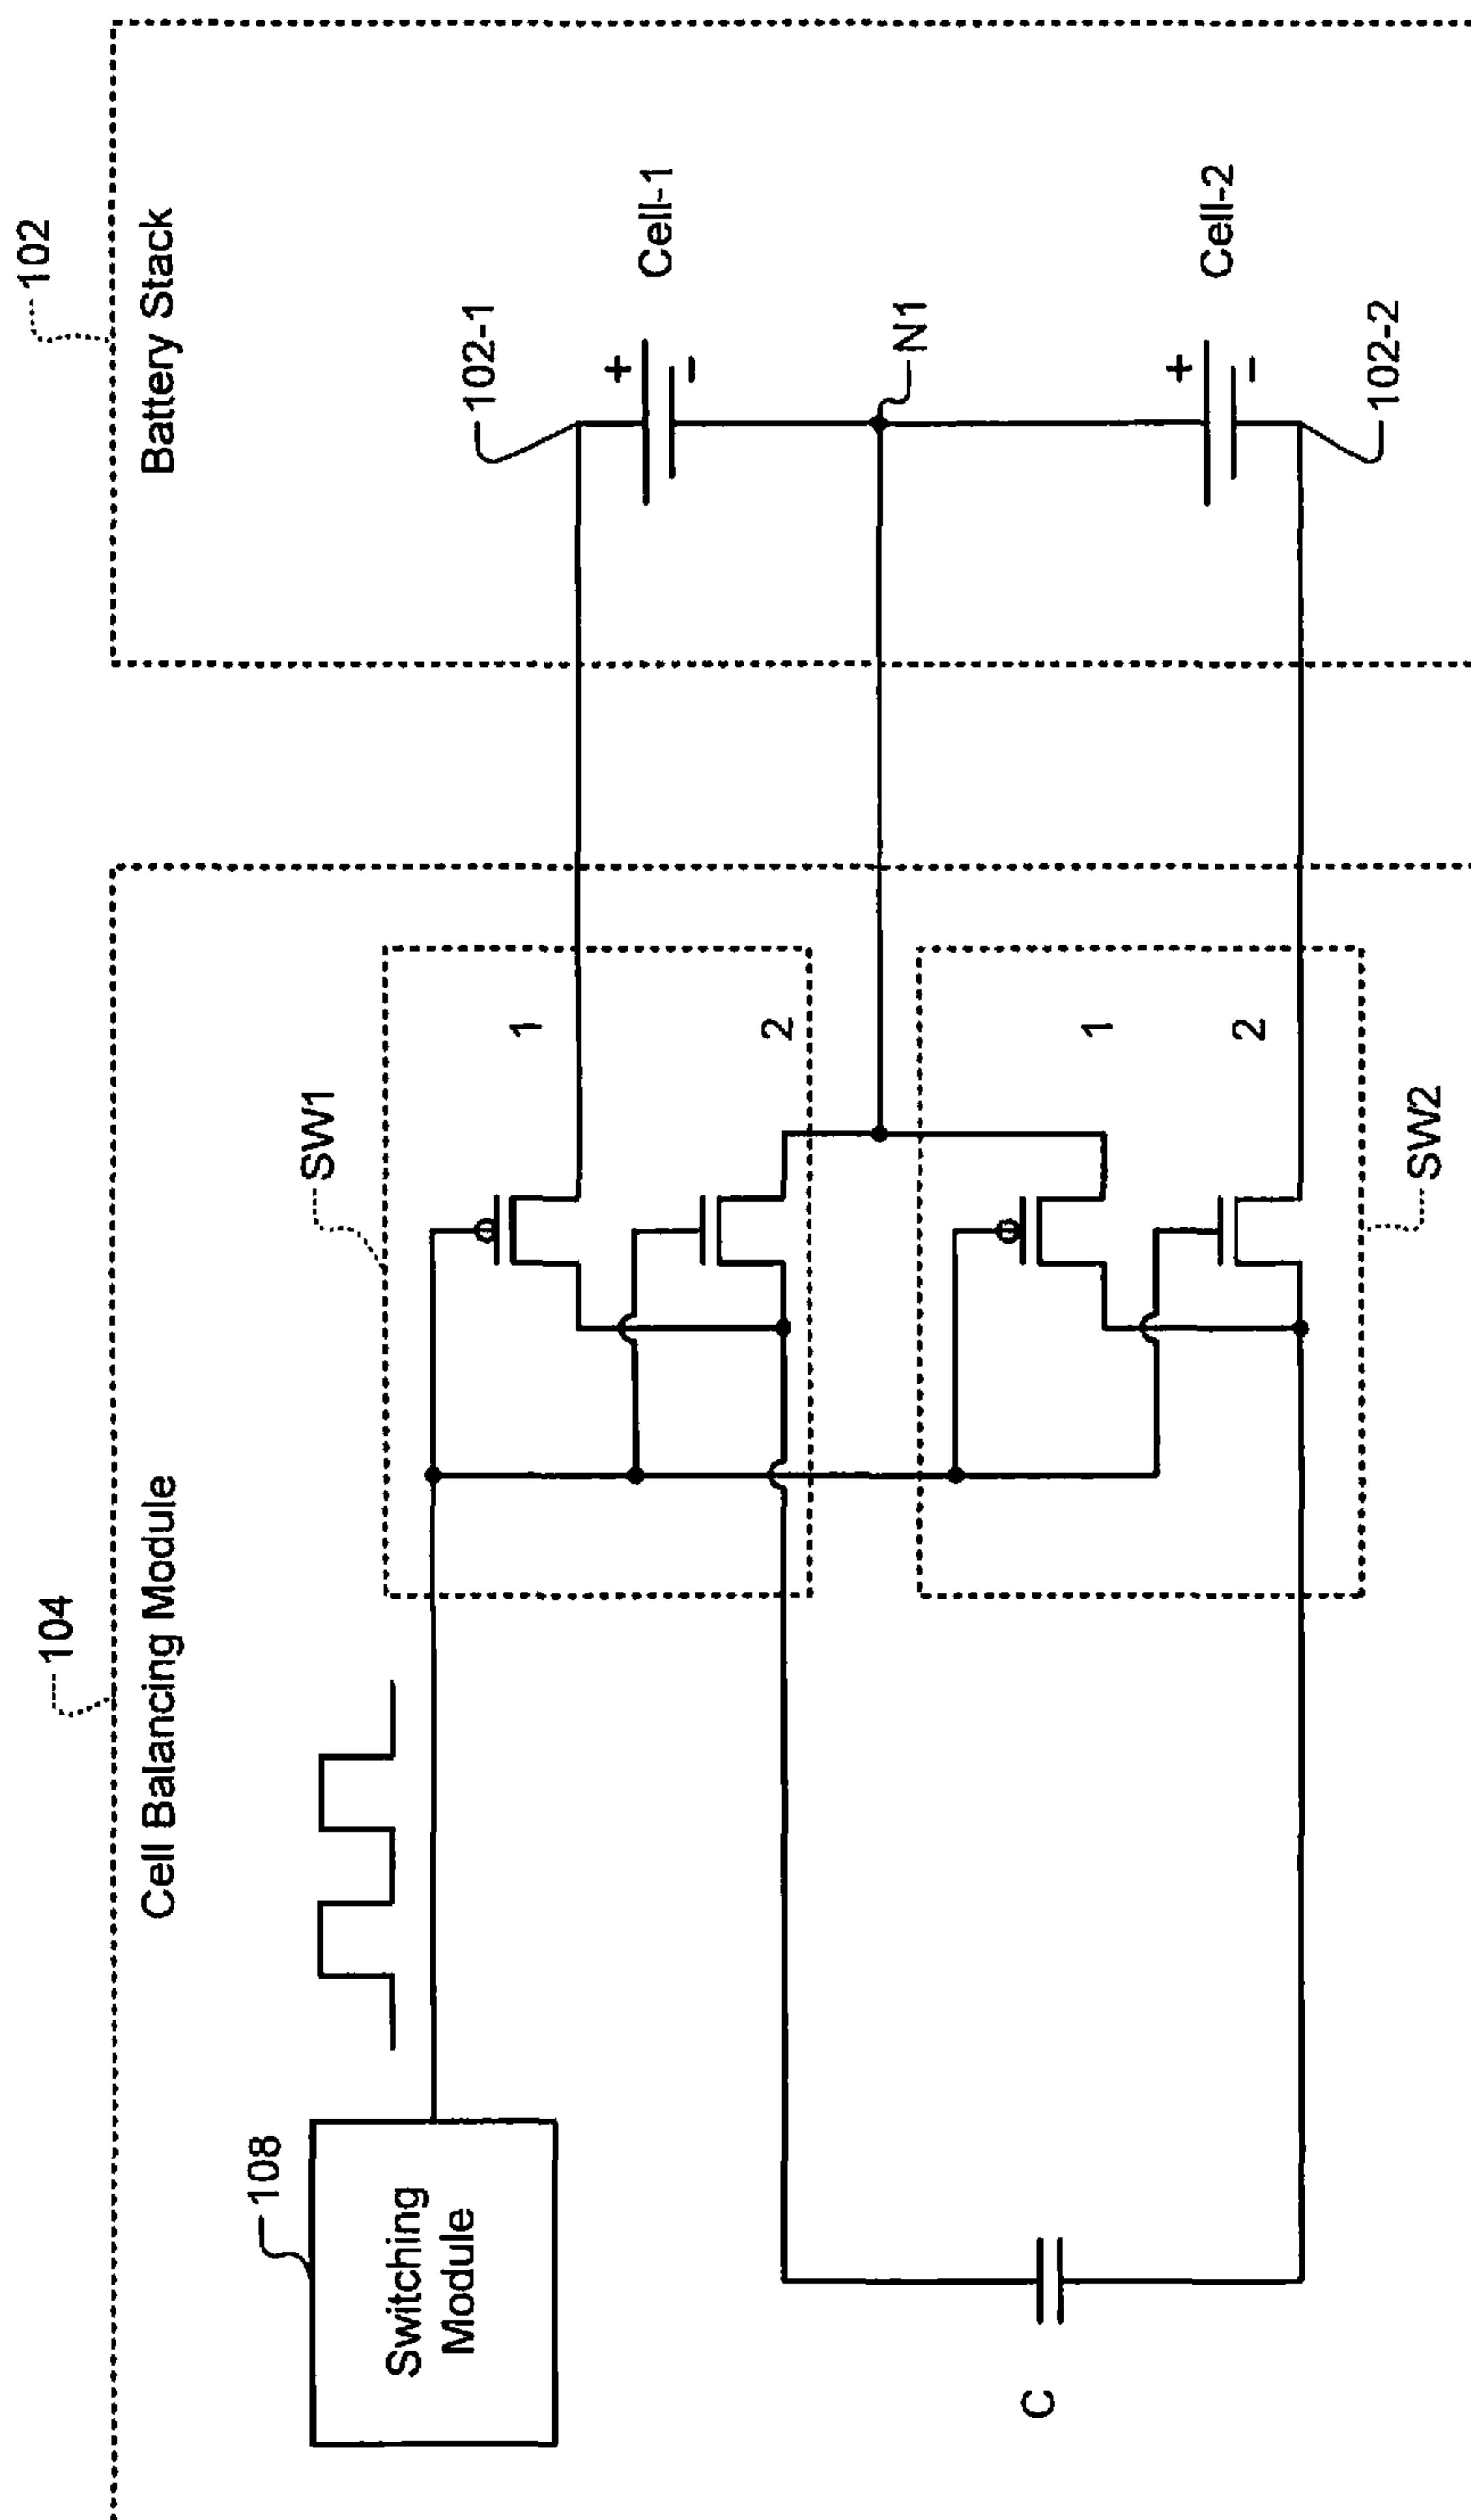 104
Cell Balancing Module
102
Battery Stack
108
Switching
Module
SW1
1
2
102-1
Cell-1
+
-
N1
C
1
2
SW2
Cell-2
+
-
102-2